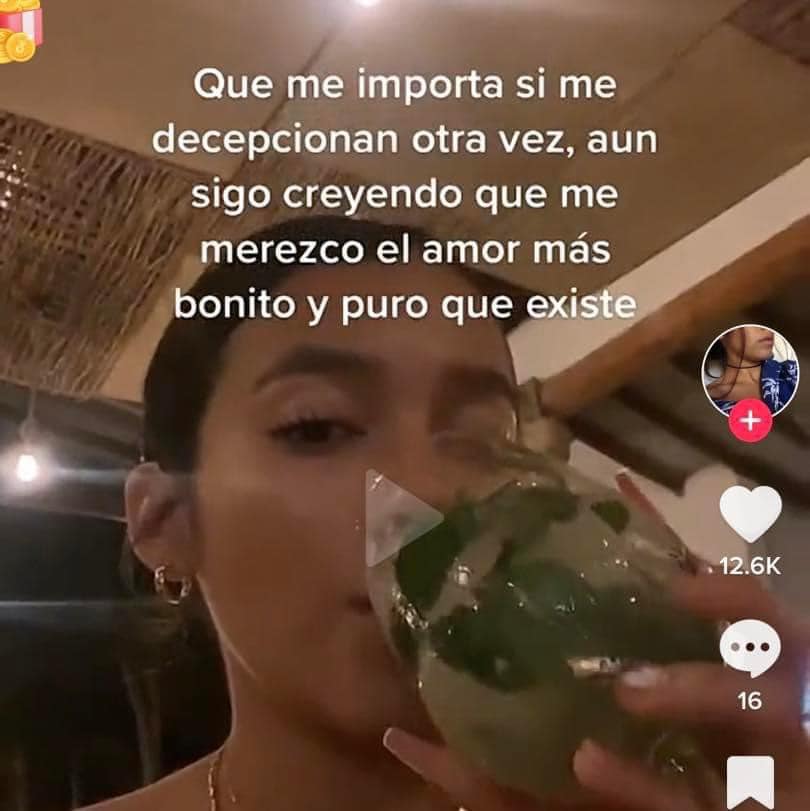 Que me importa si me
decepcionan otra vez, aun
sigo creyendo que me
merezco el amor más
bonito y puro que existe
12.6K
16